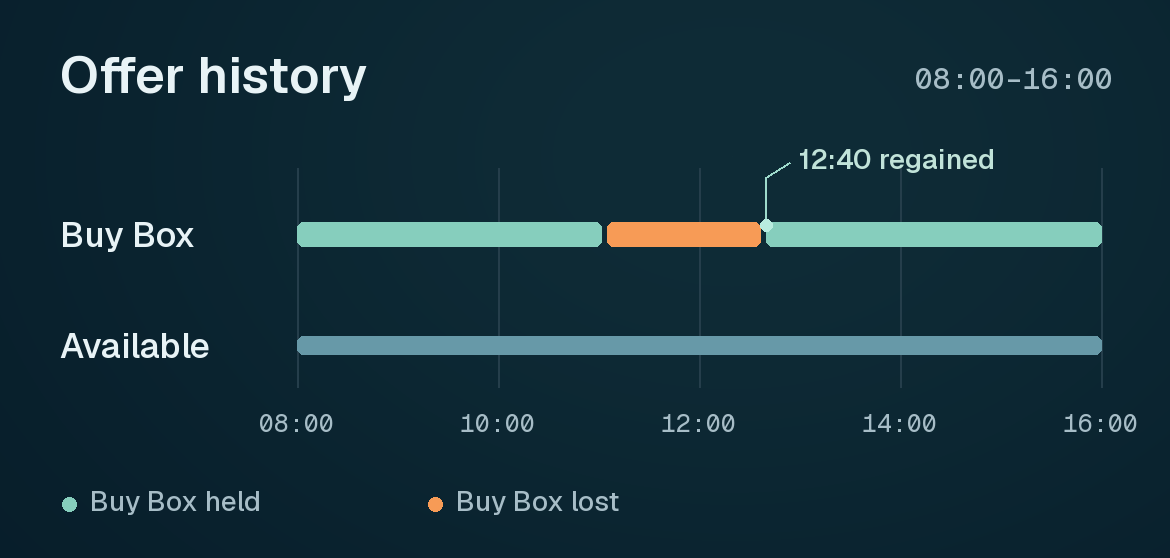 Offer history
08:00–16:00
12:40 regained
Buy Box
Available
08:00 10:00 12:00 14:00 16:00
Buy Box held Buy Box lost